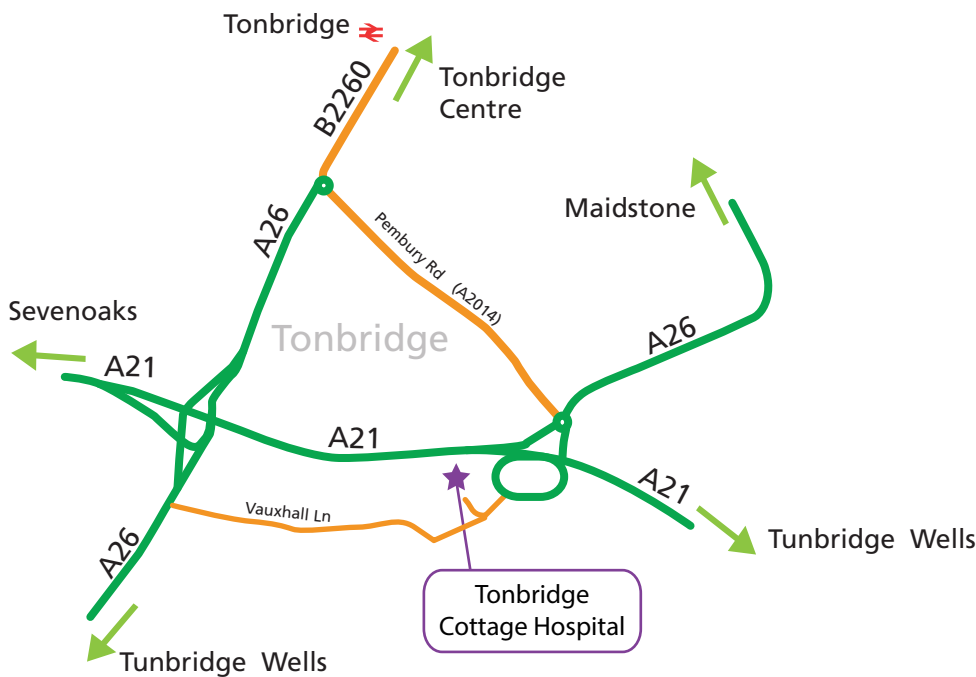 Tonbridge
Tonbridge
Centre
B2260
Maidstone
A26
Pembury Rd (A2014)
Sevenoaks
Tonbridge
A26
A21
A21
A21
Vauxhall Ln
Tunbridge Wells
A26
Tonbridge
Cottage Hospital
Tunbridge Wells